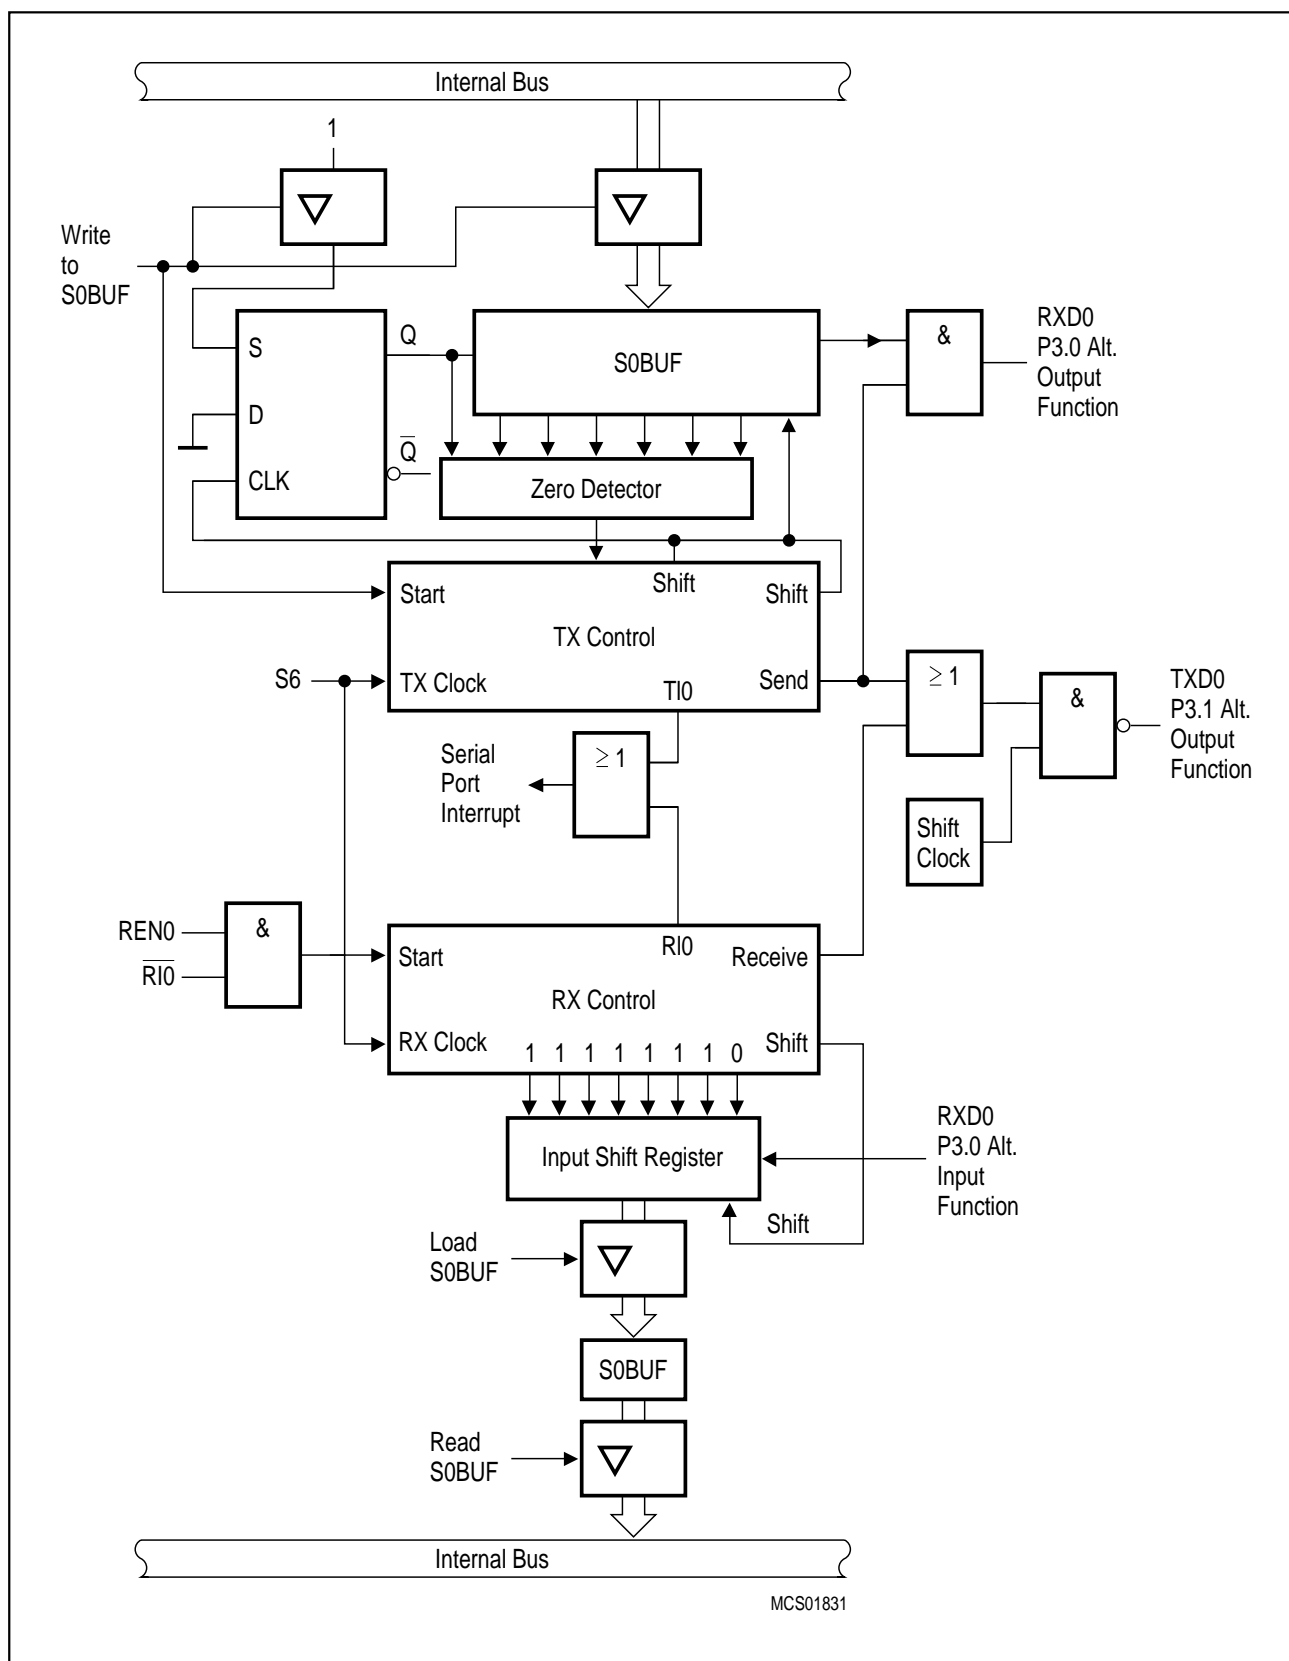 Internal Bus
1
Write
to
S0BUF
S
Q
D
Q̅
CLK
S0BUF
&
RXD0
P3.0 Alt.
Output
Function
Zero Detector
Start
Shift
Shift
TX Control
S6
TX Clock
TI0
Send
≥ 1
&
TXD0
P3.1 Alt.
Output
Function
Serial
Port
Interrupt
≥ 1
Shift
Clock
REN0
R̅I̅0̅
&
Start
RI0
Receive
RX Control
RX Clock
1 1 1 1 1 1 1 0
Shift
Input Shift Register
RXD0
P3.0 Alt.
Input
Function
Shift
Load
S0BUF
S0BUF
Read
S0BUF
Internal Bus
MCS01831